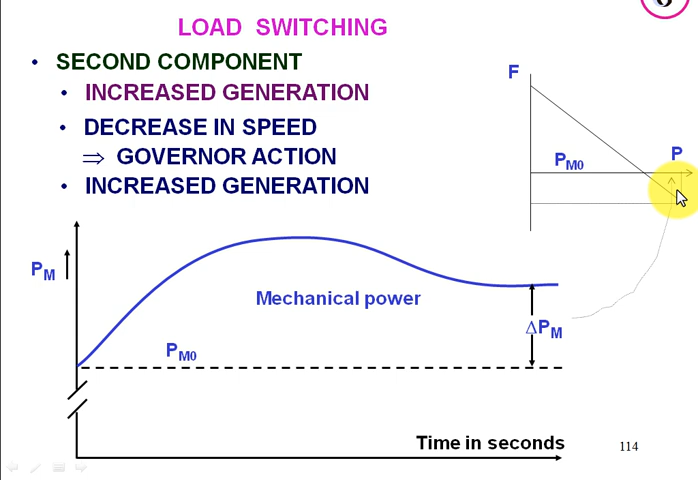 LOAD SWITCHING
• SECOND COMPONENT
• INCREASED GENERATION
• DECREASE IN SPEED
⇒ GOVERNOR ACTION
• INCREASED GENERATION
F
PM0
P
PM
Mechanical power
ΔPM
PM0
Time in seconds
114